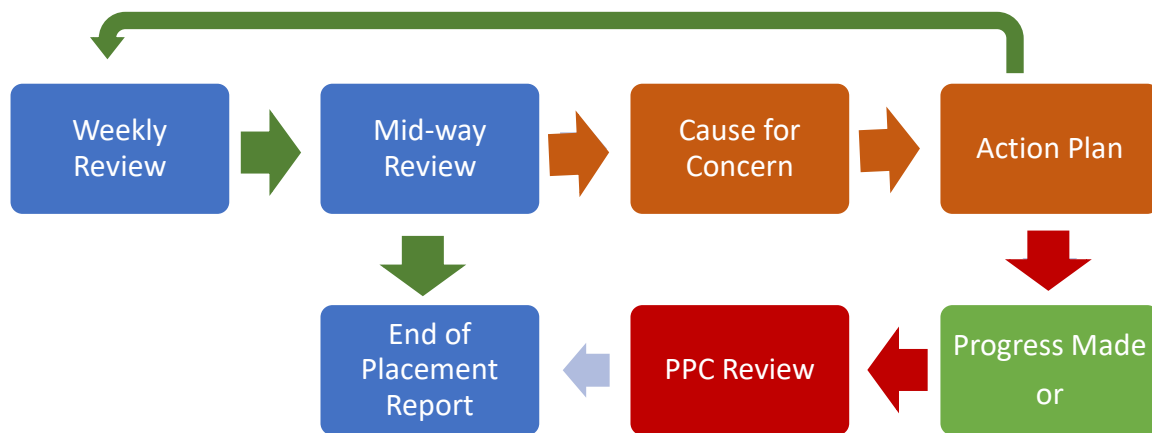 Weekly
Review
Mid-way
Review
Cause for
Concern
Action Plan
End of
Placement
Report
PPC Review
Progress Made
or